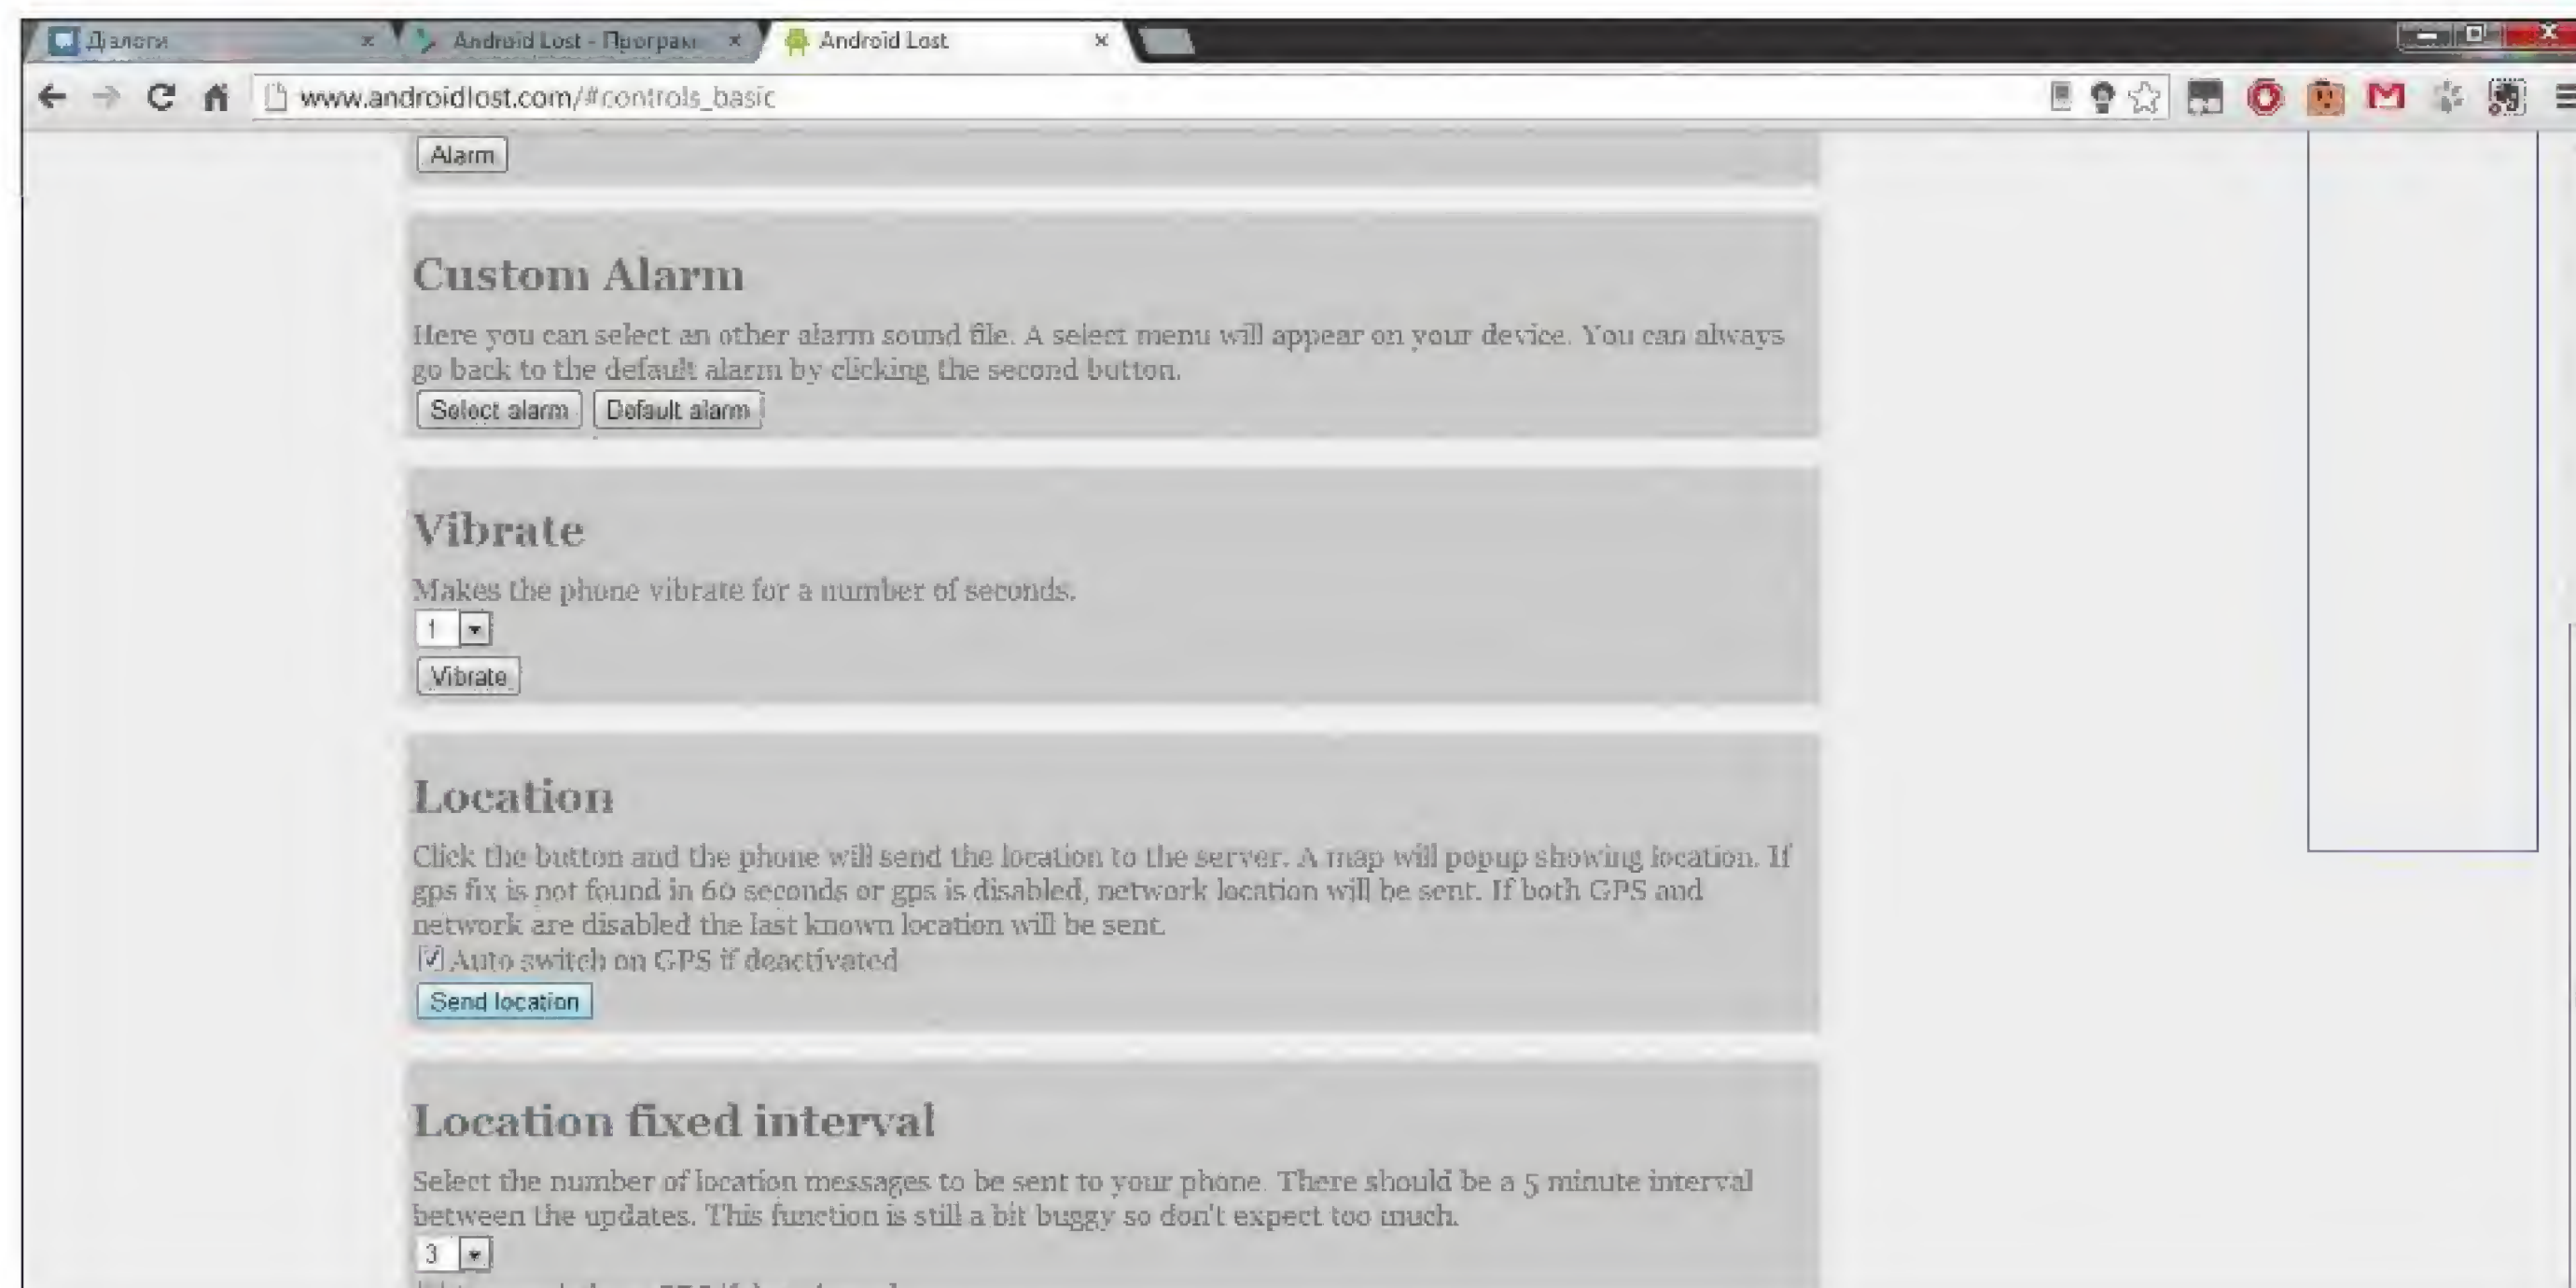 Діалоги
Android Lost - Програм
Android Lost
www.androidlost.com/#controls_basic
Alarm
Custom Alarm
Here you can select an other alarm sound file. A select menu will appear on your device. You can always
go back to the default alarm by clicking the second button.
Select alarm Default alarm
Vibrate
Makes the phone vibrate for a number of seconds.
1
Vibrate
Location
Click the button and the phone will send the location to the server. A map will popup showing location. If
gps fix is not found in 60 seconds or gps is disabled, network location will be sent. If both GPS and
network are disabled the last known location will be sent.
Auto switch on GPS if deactivated
Send location
Location fixed interval
Select the number of location messages to be sent to your phone. There should be a 5 minute interval
between the updates. This function is still a bit buggy so don't expect too much.
3